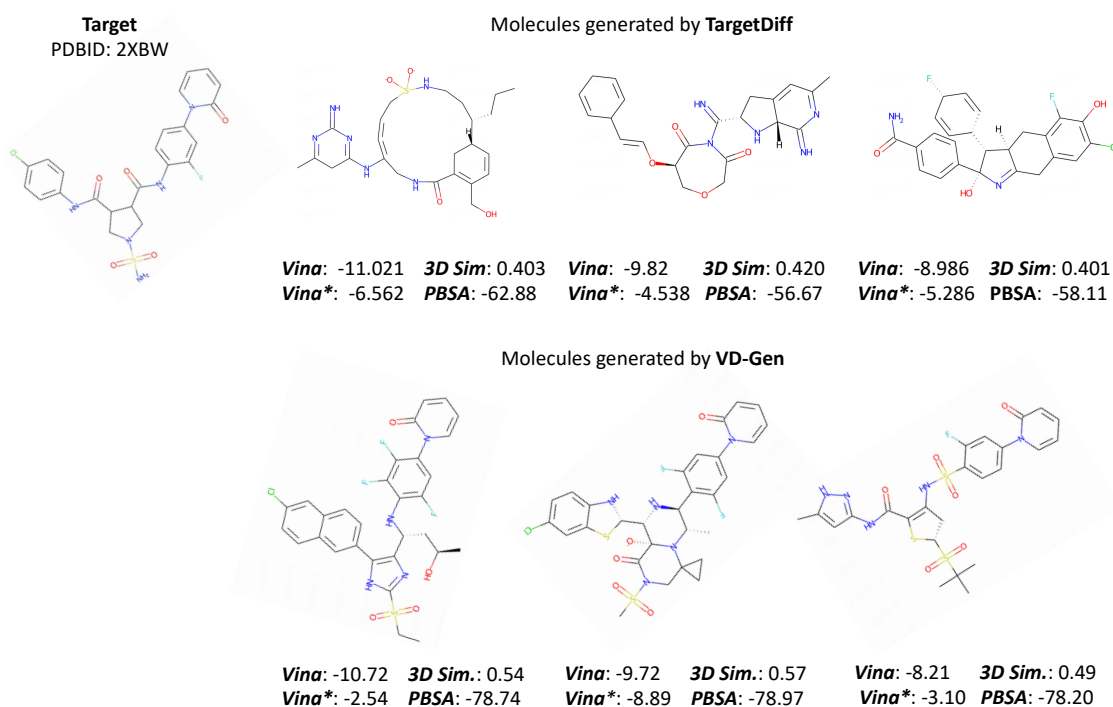 Target
PDBID: 2XBW
Molecules generated by TargetDiff
Vina: -11.021 3D Sim: 0.403
Vina*: -6.562 PBSA: -62.88
Vina: -9.82 3D Sim: 0.420
Vina*: -4.538 PBSA: -56.67
Vina: -8.986 3D Sim: 0.401
Vina*: -5.286 PBSA: -58.11
Molecules generated by VD-Gen
Vina: -10.72 3D Sim.: 0.54
Vina*: -2.54 PBSA: -78.74
Vina: -9.72 3D Sim.: 0.57
Vina*: -8.89 PBSA: -78.97
Vina: -8.21 3D Sim.: 0.49
Vina*: -3.10 PBSA: -78.20